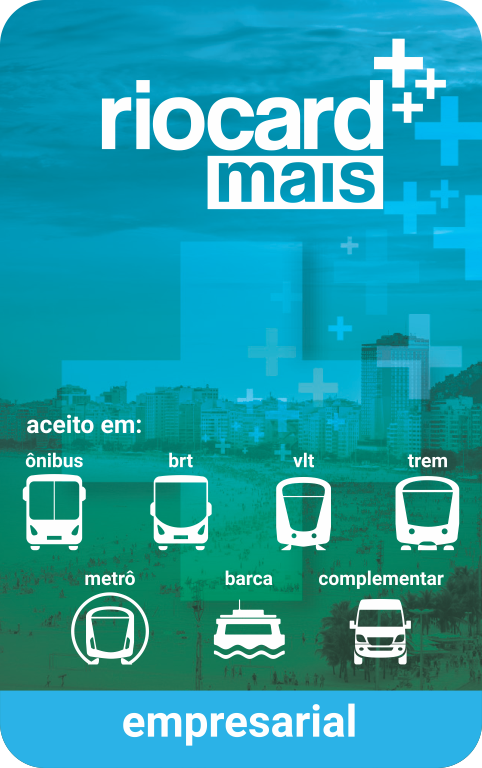 riocard
mais
aceito em:
ônibus brt vlt trem
metrô barca complementar
empresarial